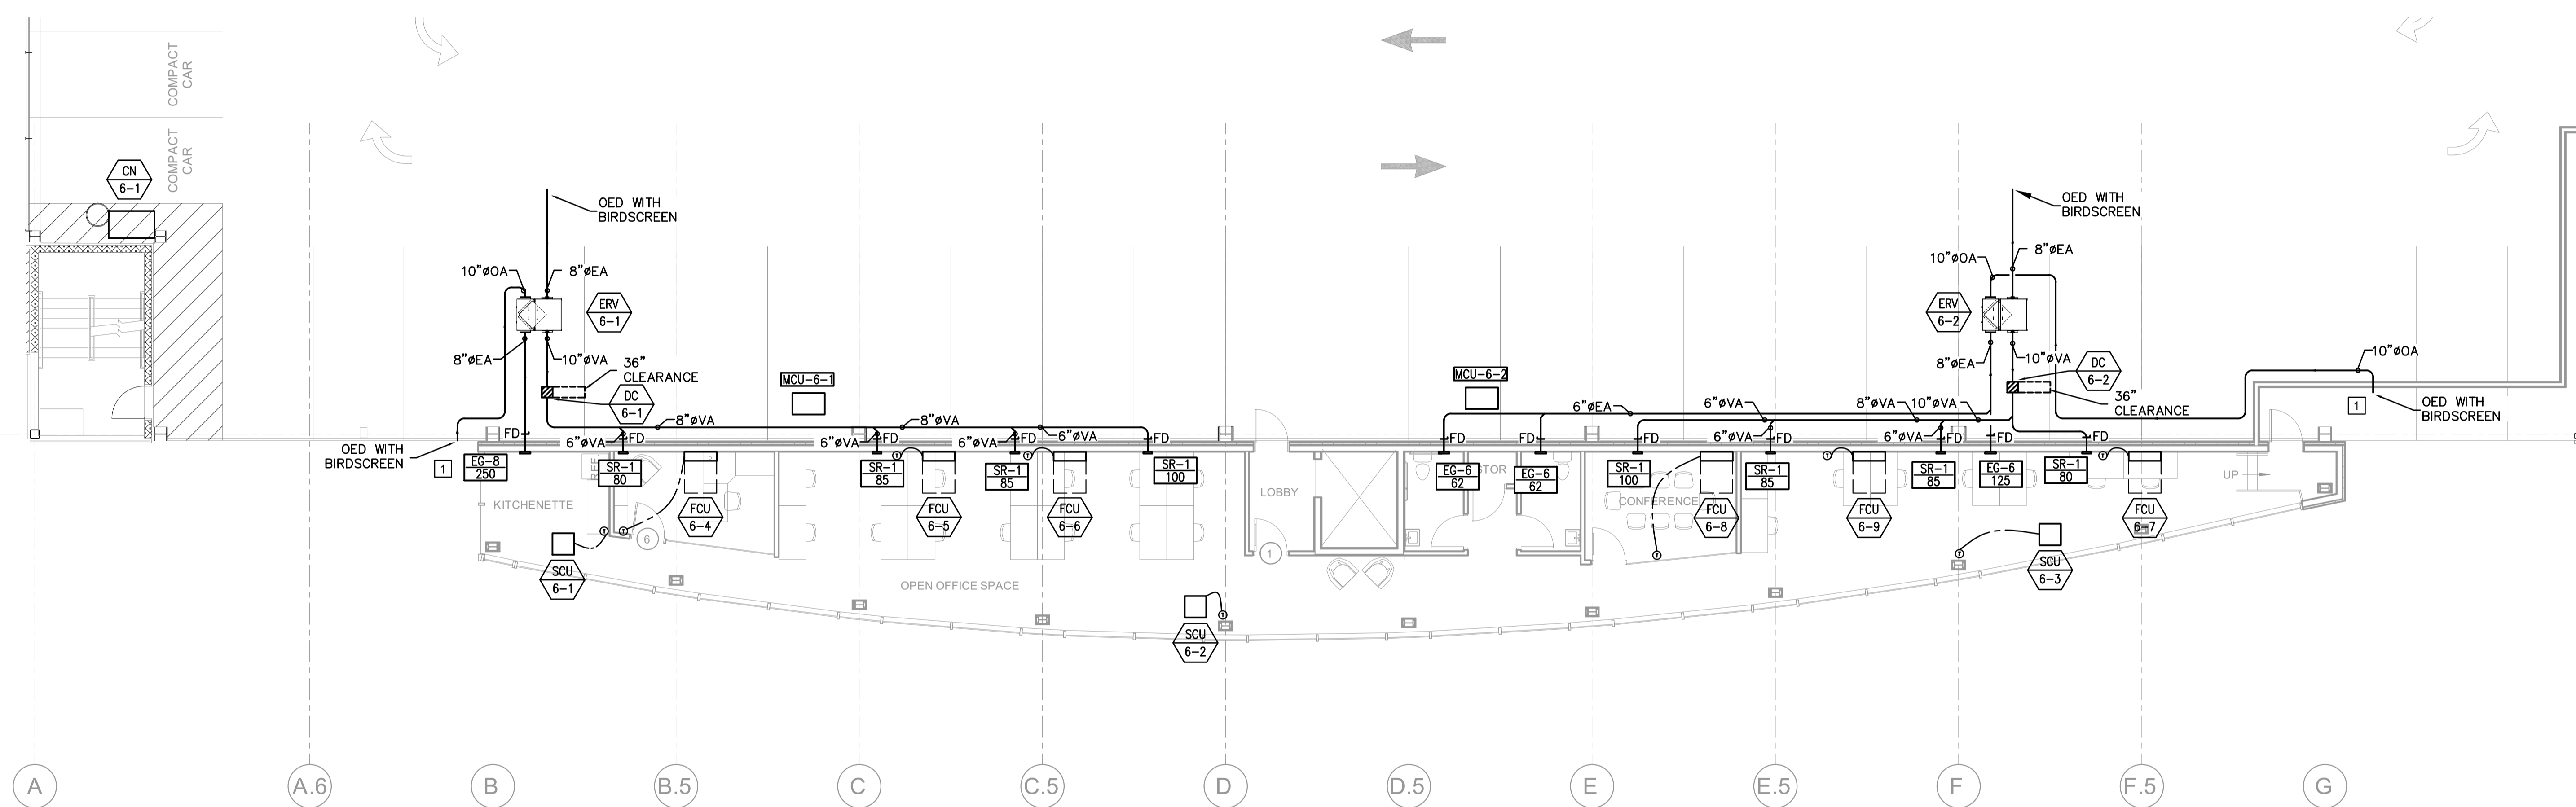 COMPACT
CAR
COMPACT
CAR
CN
6-1
OED WITH
BIRDSCREEN
10"øOA
8"øEA
ERV
6-1
8"øEA
10"øVA
36"
CLEARANCE
DC
6-1
MCU-6-1
8"øVA
8"øVA
6"øVA
6"øVA
6"øVA
6"øVA
FD
FD
FD
FD
FD
OED WITH
BIRDSCREEN
1
EG-8
250
SR-1
80
SR-1
85
SR-1
85
SR-1
100
REF
KITCHENETTE
FCU
6-4
FCU
6-5
FCU
6-6
6
SCU
6-1
OPEN OFFICE SPACE
LOBBY
1
SCU
6-2
OED WITH
BIRDSCREEN
10"øOA
8"øEA
ERV
6-2
8"øEA
10"øVA
DC
6-2
36"
CLEARANCE
10"øOA
1
OED WITH
BIRDSCREEN
MCU-6-2
6"øEA
6"øVA
8"øVA
10"øVA
6"øVA
6"øVA
FD
FD
FD
FD
FD
FD
FD
EG-6
62
STOR
EG-6
62
SR-1
100
SR-1
85
SR-1
85
EG-6
125
SR-1
80
CONFERENCE
FCU
6-8
FCU
6-9
FCU
6-7
UP
SCU
6-3
A
A.6
B
B.5
C
C.5
D
D.5
E
E.5
F
F.5
G